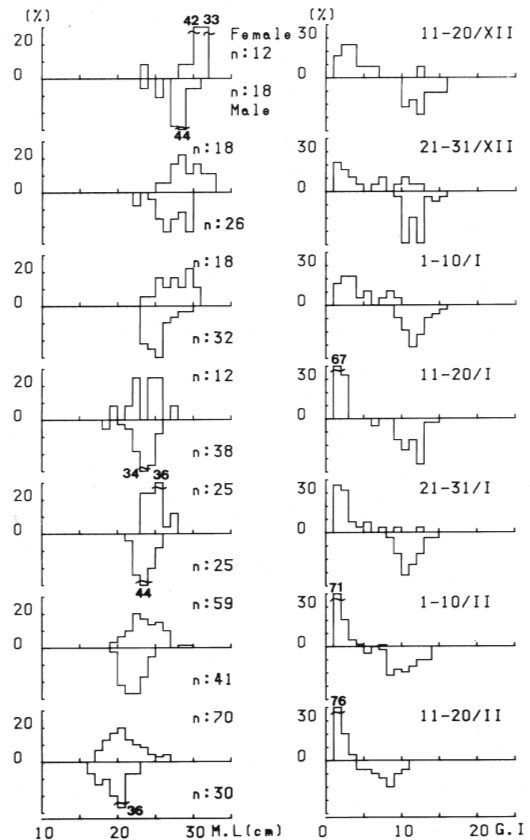 (%) 42 33 (%)
20 Female 30 11-20/XII
n:12
0 0
n:18
Male
44
n:18 21-31/XII
20 30
0 0
n:26
n:18 1-10/I
20 30
0 0
n:32
n:12 67 11-20/I
20 30
0 0
n:38
34 36
n:25 21-31/I
20 30
0 0
n:25
44
n:59 71 1-10/II
20 30
0 0
n:41
n:70 76 11-20/II
20 30
0 0
n:30
36
10 20 30 M.L(cm) 0 10 20 G.I